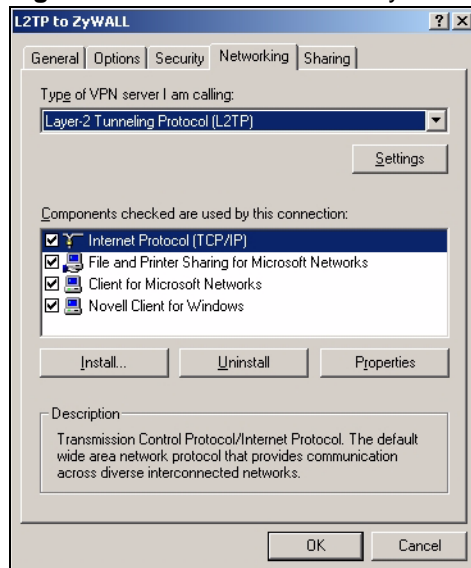 L2TP to ZyWALL
General Options Security Networking Sharing
Type of VPN server I am calling:
Layer-2 Tunneling Protocol (L2TP)
Settings
Components checked are used by this connection:
Internet Protocol (TCP/IP)
File and Printer Sharing for Microsoft Networks
Client for Microsoft Networks
Novell Client for Windows
Install... Uninstall Properties
Description
Transmission Control Protocol/Internet Protocol. The default
wide area network protocol that provides communication
across diverse interconnected networks.
OK Cancel